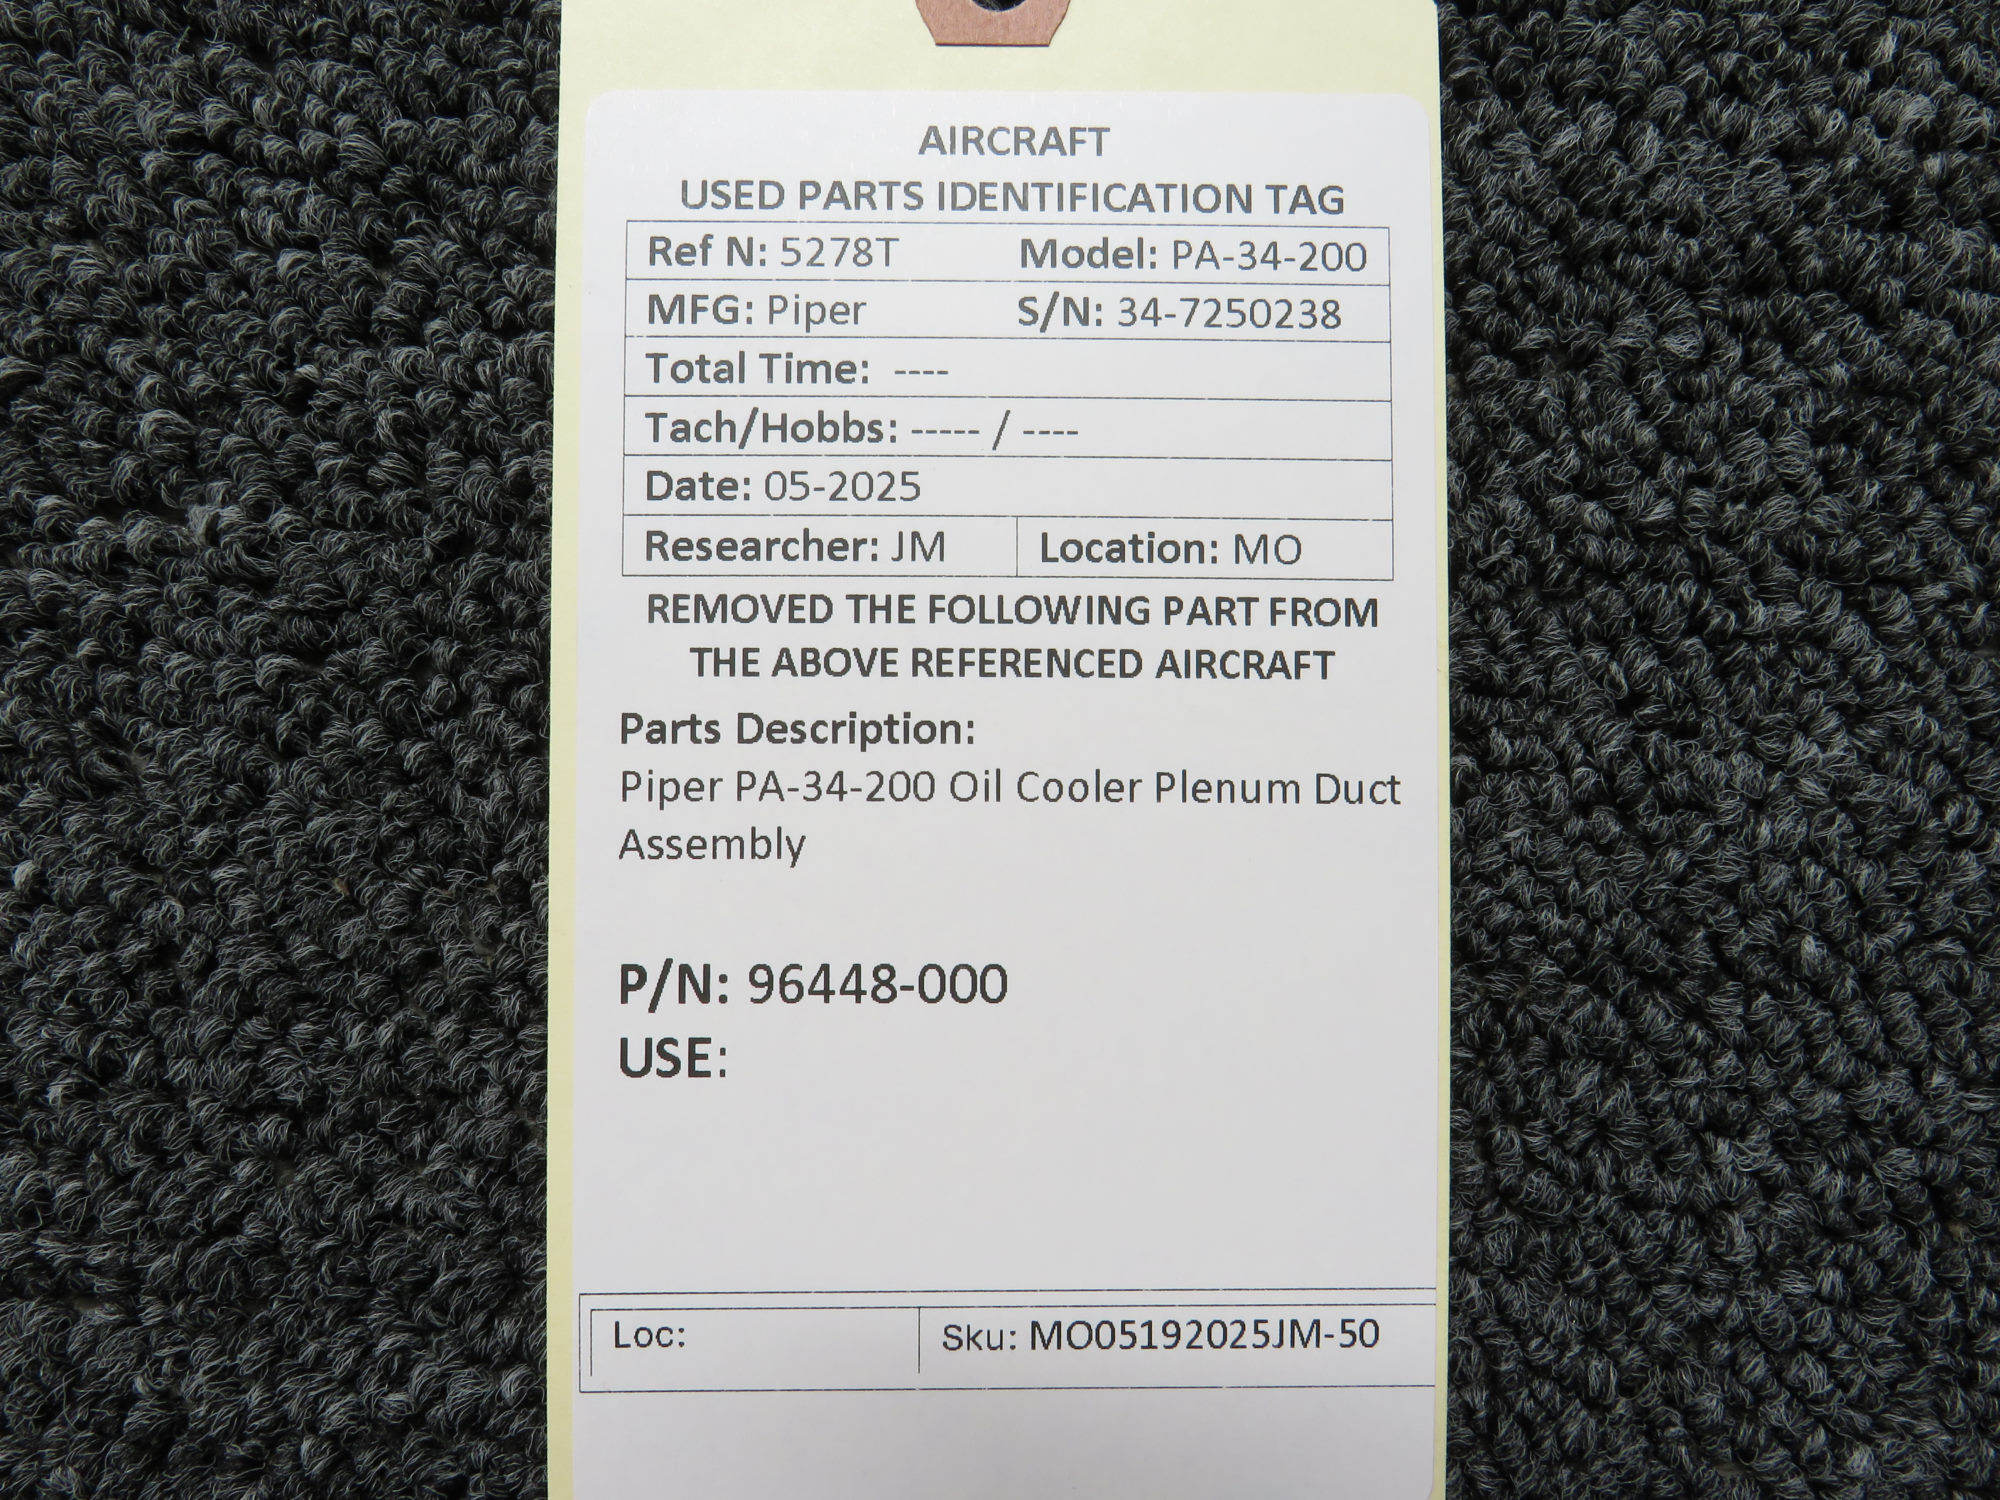 AIRCRAFT
USED PARTS IDENTIFICATION TAG
Ref N: 5278T Model: PA-34-200
MFG: Piper S/N: 34-7250238
Total Time: ----
Tach/Hobbs: ----- / ----
Date: 05-2025
Researcher: JM Location: MO
REMOVED THE FOLLOWING PART FROM
THE ABOVE REFERENCED AIRCRAFT
Parts Description:
Piper PA-34-200 Oil Cooler Plenum Duct
Assembly
P/N: 96448-000
USE:
Loc: Sku: MO05192025JM-50